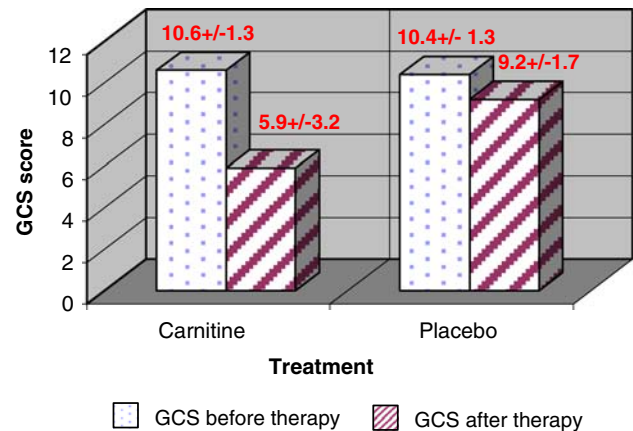 10.6+/-1.3
10.4+/- 1.3
9.2+/-1.7
5.9+/-3.2
12
10
8
6
4
2
0
GCS score
Carnitine Placebo
Treatment
GCS before therapy GCS after therapy